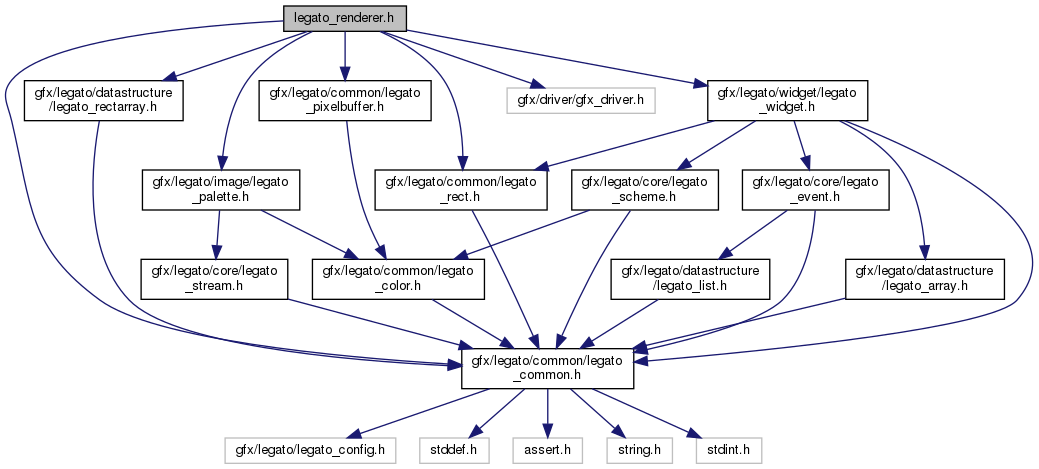 legato_renderer.h
gfx/legato/datastructure
/legato_rectarray.h
gfx/legato/common/legato
_pixelbuffer.h
gfx/driver/gfx_driver.h
gfx/legato/widget/legato
_widget.h
gfx/legato/image/legato
_palette.h
gfx/legato/common/legato
_rect.h
gfx/legato/core/legato
_scheme.h
gfx/legato/core/legato
_event.h
gfx/legato/core/legato
_stream.h
gfx/legato/common/legato
_color.h
gfx/legato/datastructure
/legato_list.h
gfx/legato/datastructure
/legato_array.h
gfx/legato/common/legato
_common.h
gfx/legato/legato_config.h
stddef.h
assert.h
string.h
stdint.h